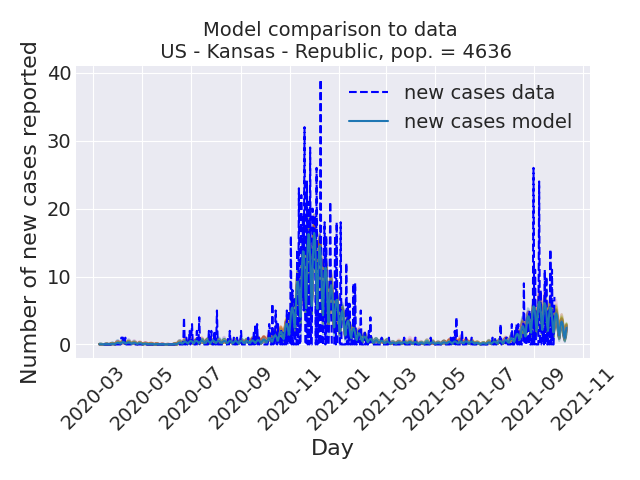 Model comparison to data
US - Kansas - Republic, pop. = 4636
Number of new cases reported
40
30
20
10
0
new cases data
new cases model
2020-03
2020-05
2020-07
2020-09
2020-11
2021-01
2021-03
2021-05
2021-07
2021-09
2021-11
Day